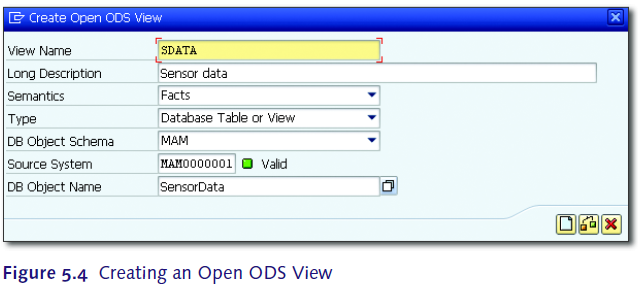 Create Open ODS View
View Name SDATA
Long Description Sensor data
Semantics Facts
Type Database Table or View
DB Object Schema MAM
Source System MAM0000001 Valid
DB Object Name SensorData
Figure 5.4 Creating an Open ODS View